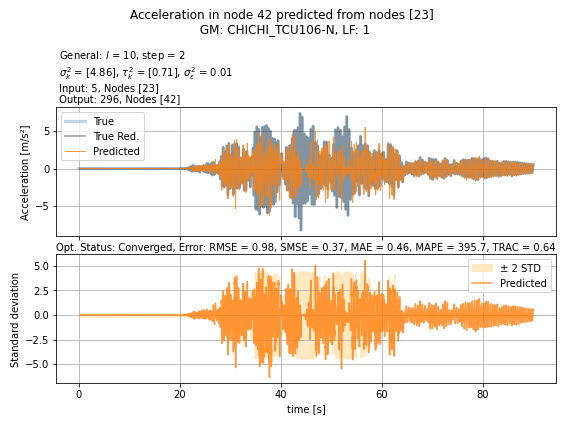 Acceleration in node 42 predicted from nodes [23]
GM: CHICHI_TCU106-N, LF: 1
General: l = 10, step = 2
σ²ₖ = [4.86], τ²ₖ = [0.71], σ²ₑ = 0.01
Input: 5, Nodes [23]
Output: 296, Nodes [42]
Acceleration [m/s²]
5
0
−5
True
True Red.
Predicted
Opt. Status: Converged, Error: RMSE = 0.98, SMSE = 0.37, MAE = 0.46, MAPE = 395.7, TRAC = 0.64
Standard deviation
5.0
2.5
0.0
−2.5
−5.0
± 2 STD
Predicted
0 20 40 60 80
time [s]